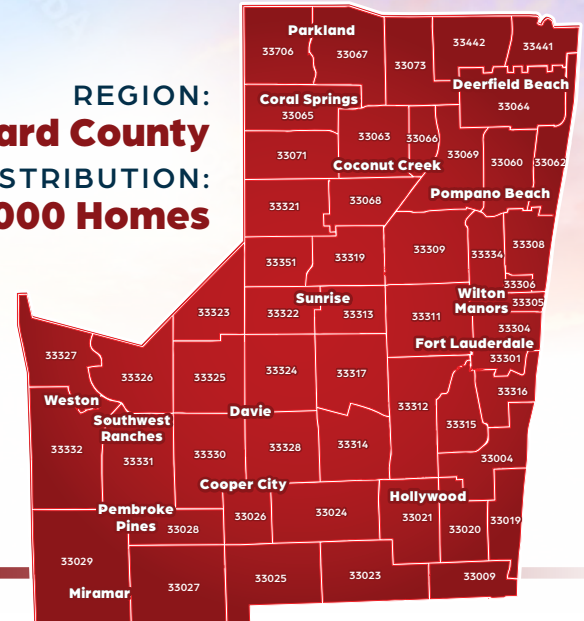 REGION:
ard County
STRIBUTION:
000 Homes
Parkland
33706
33067
33073
33442
33441
Deerfield Beach
33064
Coral Springs
33065
33063
33066
33071
Coconut Creek
33069
33060
33062
Pompano Beach
33321
33068
33351
33319
33309
33334
33308
33306
33305
Wilton
Manors
Sunrise
33323
33322
33313
33311
33304
Fort Lauderdale
33301
33327
33326
33325
33324
33317
33316
33312
33315
Weston
Southwest
Ranches
Davie
33332
33331
33330
33328
33314
33004
Cooper City
Hollywood
Pembroke
Pines
33028
33026
33024
33021
33020
33019
33029
33027
33025
33023
33009
Miramar